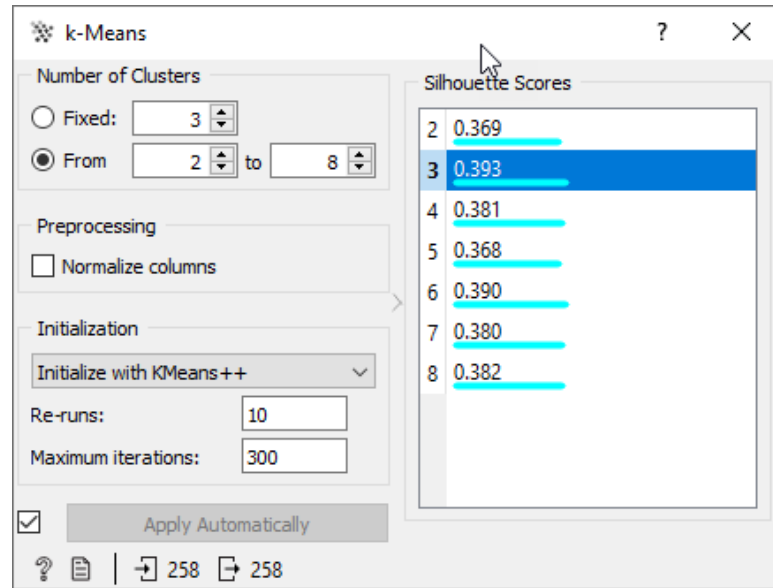 k-Means ? ×
Number of Clusters
Fixed: 3
From 2 to 8
Preprocessing
Normalize columns
Initialization
Initialize with KMeans++
Re-runs: 10
Maximum iterations: 300
Apply Automatically
? 258 258
Silhouette Scores
2 0.369
3 0.393
4 0.381
5 0.368
6 0.390
7 0.380
8 0.382